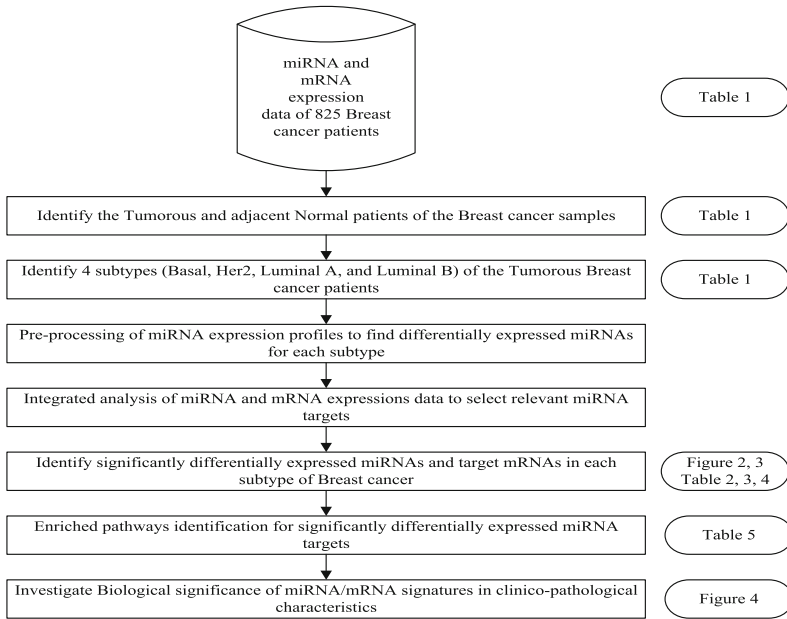 miRNA and
mRNA
expression
data of 825 Breast
cancer patients
Table 1
Identify the Tumorous and adjacent Normal patients of the Breast cancer samples
Table 1
Identify 4 subtypes (Basal, Her2, Luminal A, and Luminal B) of the Tumorous Breast
cancer patients
Table 1
Pre-processing of miRNA expression profiles to find differentially expressed miRNAs
for each subtype
Integrated analysis of miRNA and mRNA expressions data to select relevant miRNA
targets
Identify significantly differentially expressed miRNAs and target mRNAs in each
subtype of Breast cancer
Figure 2, 3
Table 2, 3, 4
Enriched pathways identification for significantly differentially expressed miRNA
targets
Table 5
Investigate Biological significance of miRNA/mRNA signatures in clinico-pathological
characteristics
Figure 4